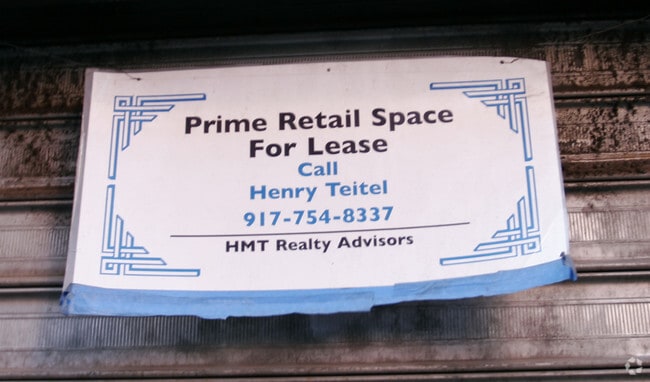 Prime Retail Space
For Lease
Call
Henry Teitel
917-754-8337
HMT Realty Advisors